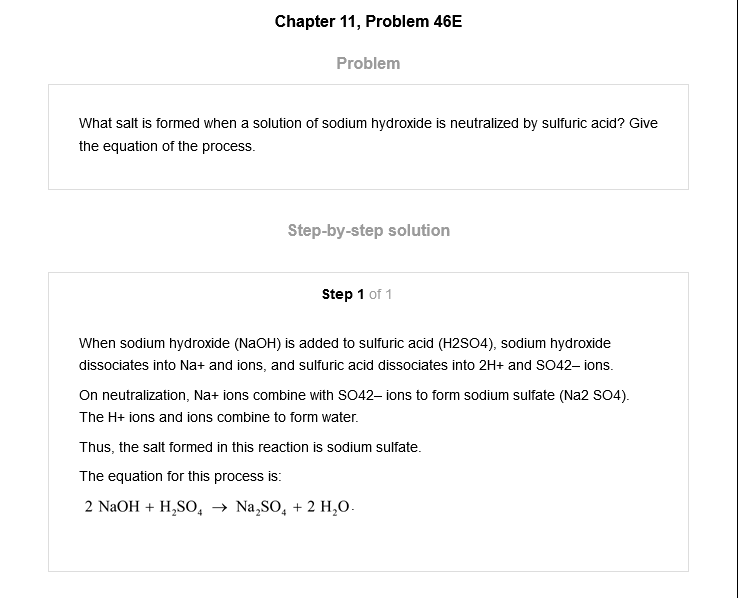 Chapter 11, Problem 46E
Problem
What salt is formed when a solution of sodium hydroxide is neutralized by sulfuric acid? Give
the equation of the process.
Step-by-step solution
Step 1 of 1
When sodium hydroxide (NaOH) is added to sulfuric acid (H2SO4), sodium hydroxide
dissociates into Na+ and ions, and sulfuric acid dissociates into 2H+ and SO42– ions.
On neutralization, Na+ ions combine with SO42– ions to form sodium sulfate (Na2 SO4).
The H+ ions and ions combine to form water.
Thus, the salt formed in this reaction is sodium sulfate.
The equation for this process is:
2 NaOH + H₂SO₄ → Na₂SO₄ + 2 H₂O.